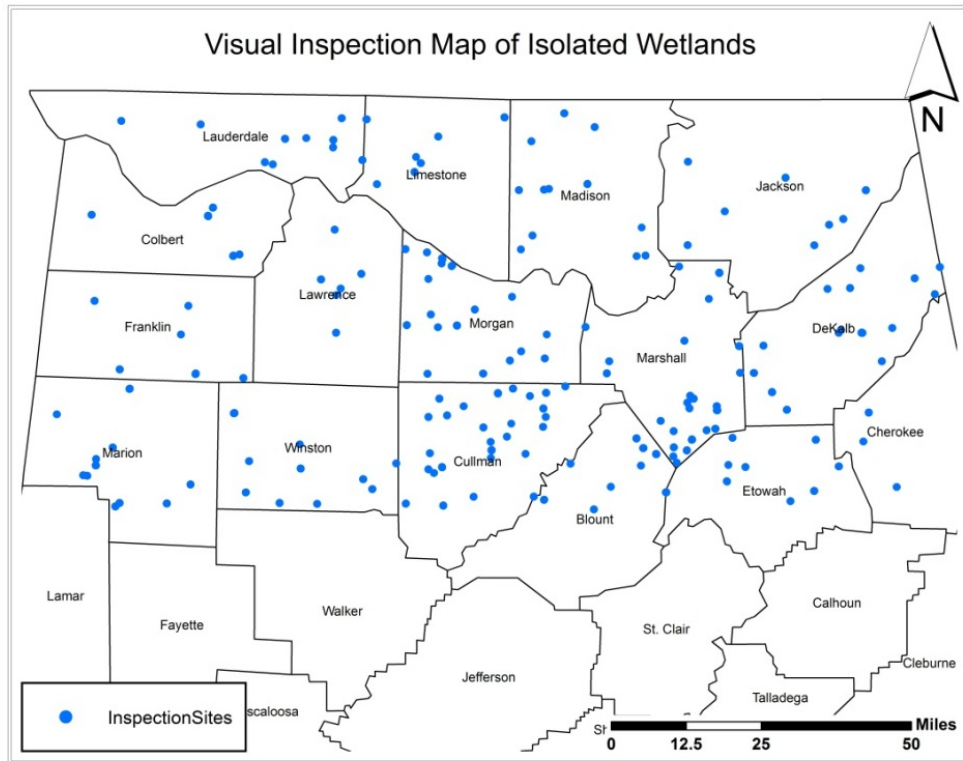 Visual Inspection Map of Isolated Wetlands
N
Lauderdale
Limestone
Madison
Jackson
Colbert
Lawrence
Franklin
Morgan
DeKalb
Marshall
Cherokee
Marion
Winston
Cullman
Etowah
Blount
Lamar
Fayette
Walker
Calhoun
St. Clair
Cleburne
Jefferson
Talladega
scaloosa
InspectionSites
Sh
Miles
0 12.5 25 50